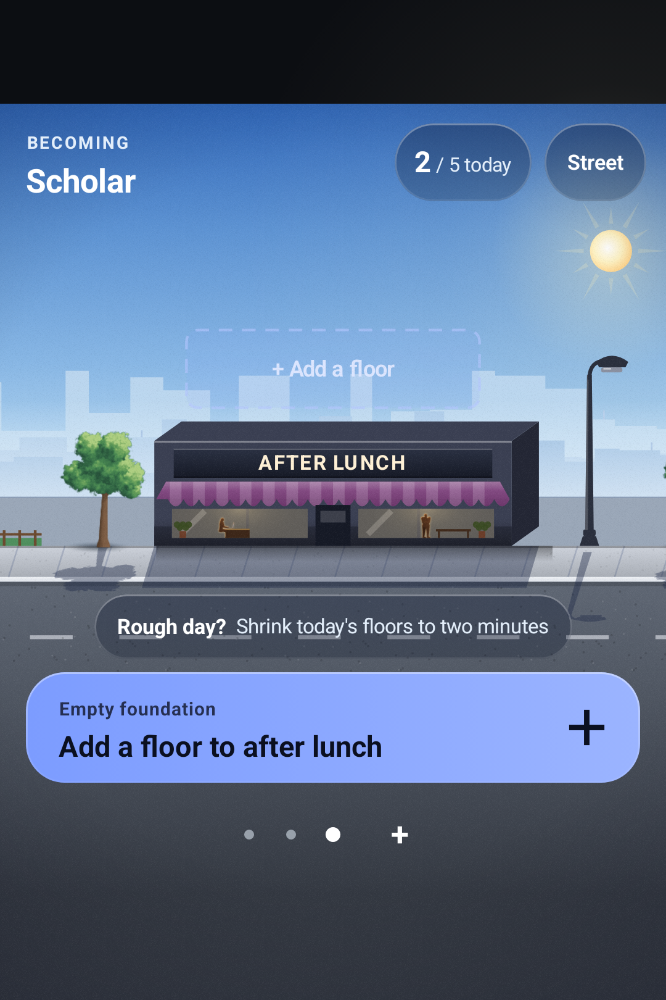 BECOMING
Scholar
2 / 5 today
Street
+ Add a floor
AFTER LUNCH
Rough day? Shrink today's floors to two minutes
Empty foundation
Add a floor to after lunch
+
+